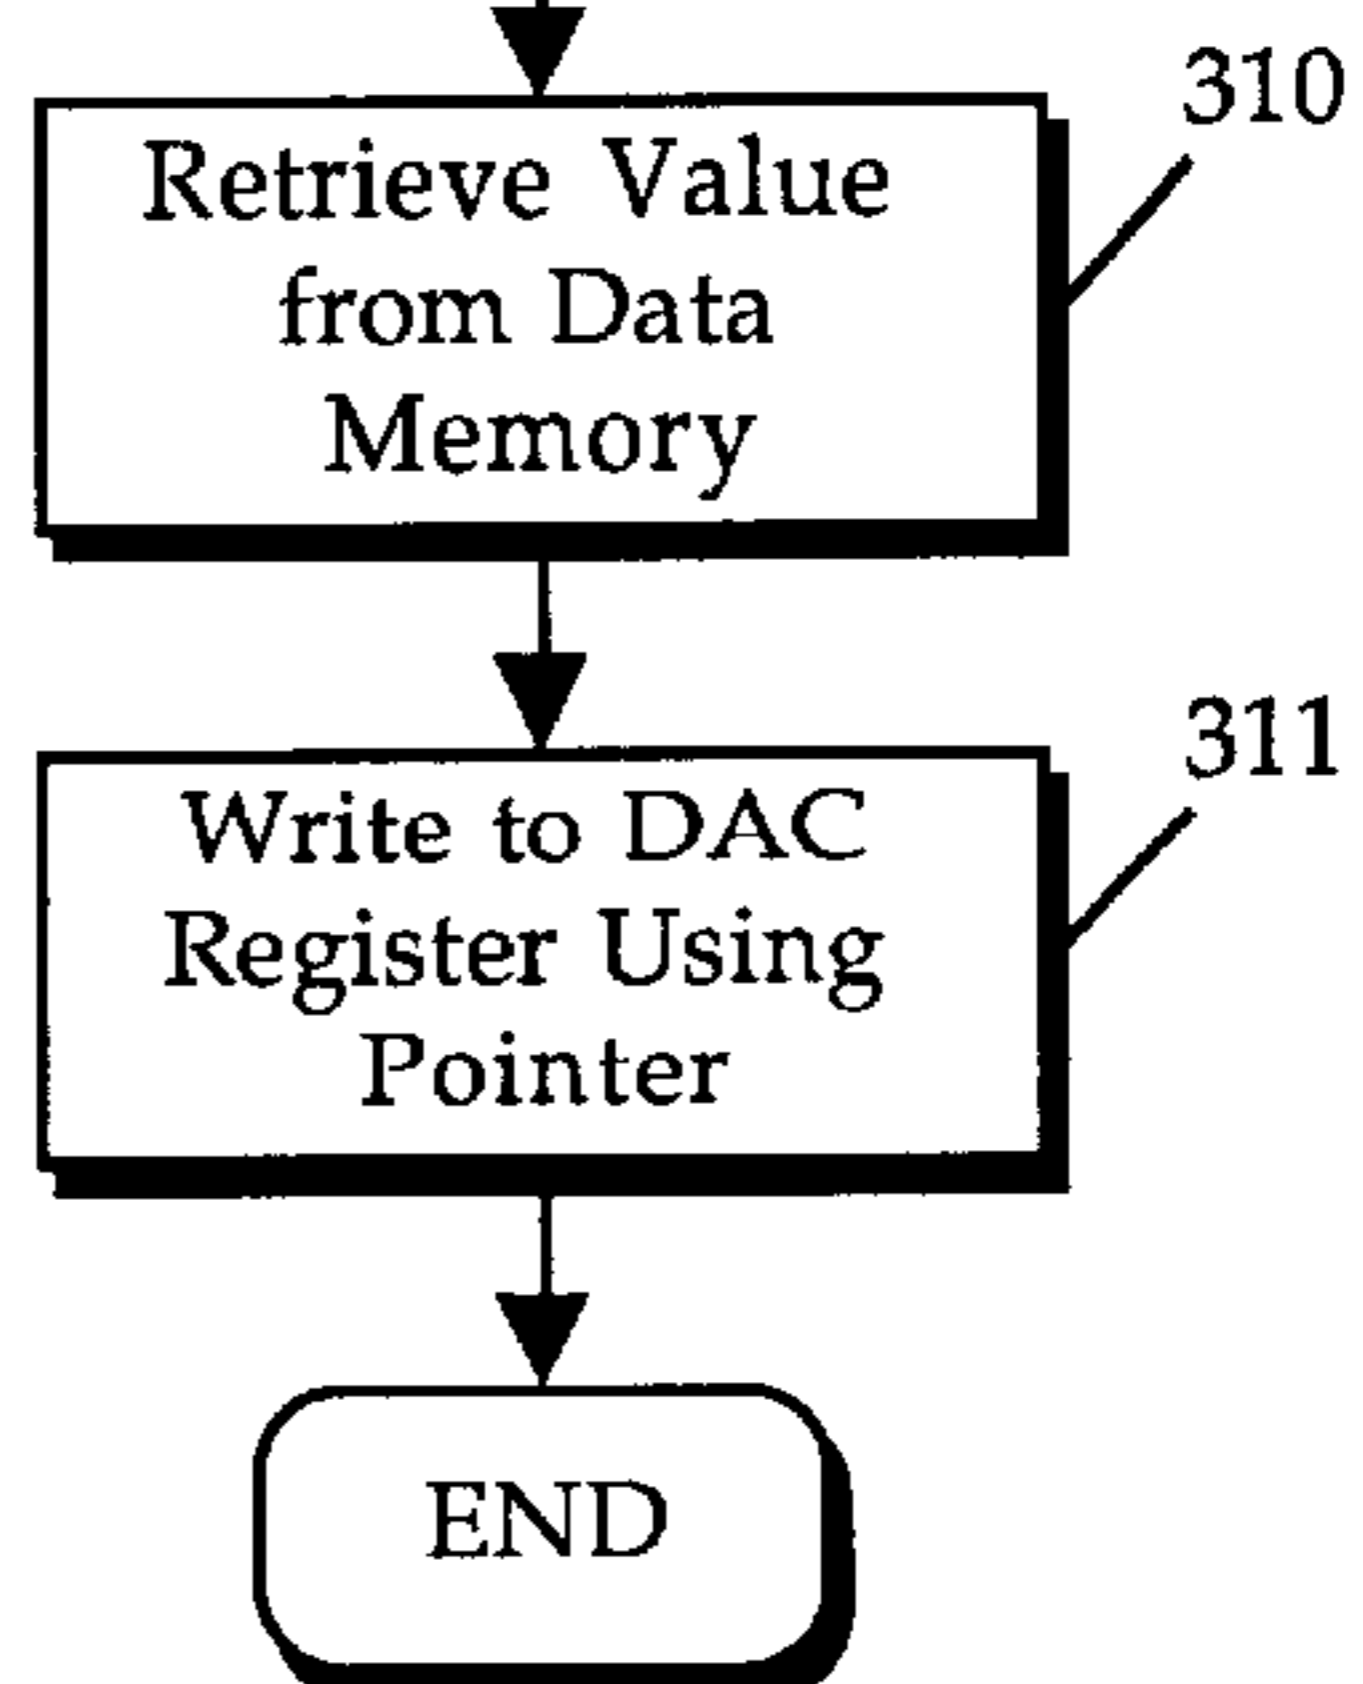 310
Retrieve Value
from Data
Memory
311
Write to DAC
Register Using
Pointer
END